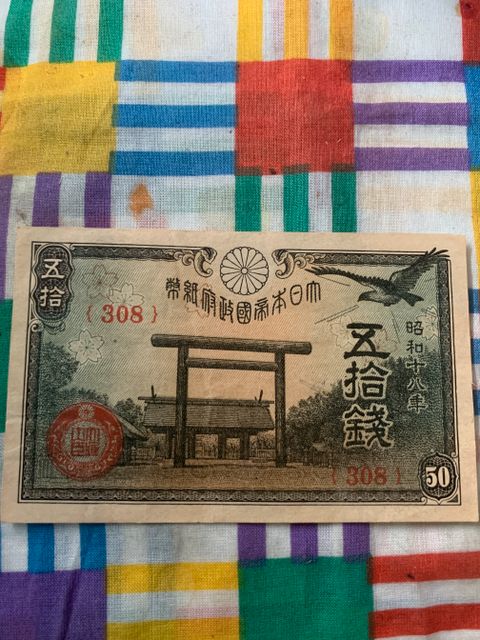 五拾
{308}
大日本帝國政府紙幣
昭和十八年
五拾錢
{308}
50